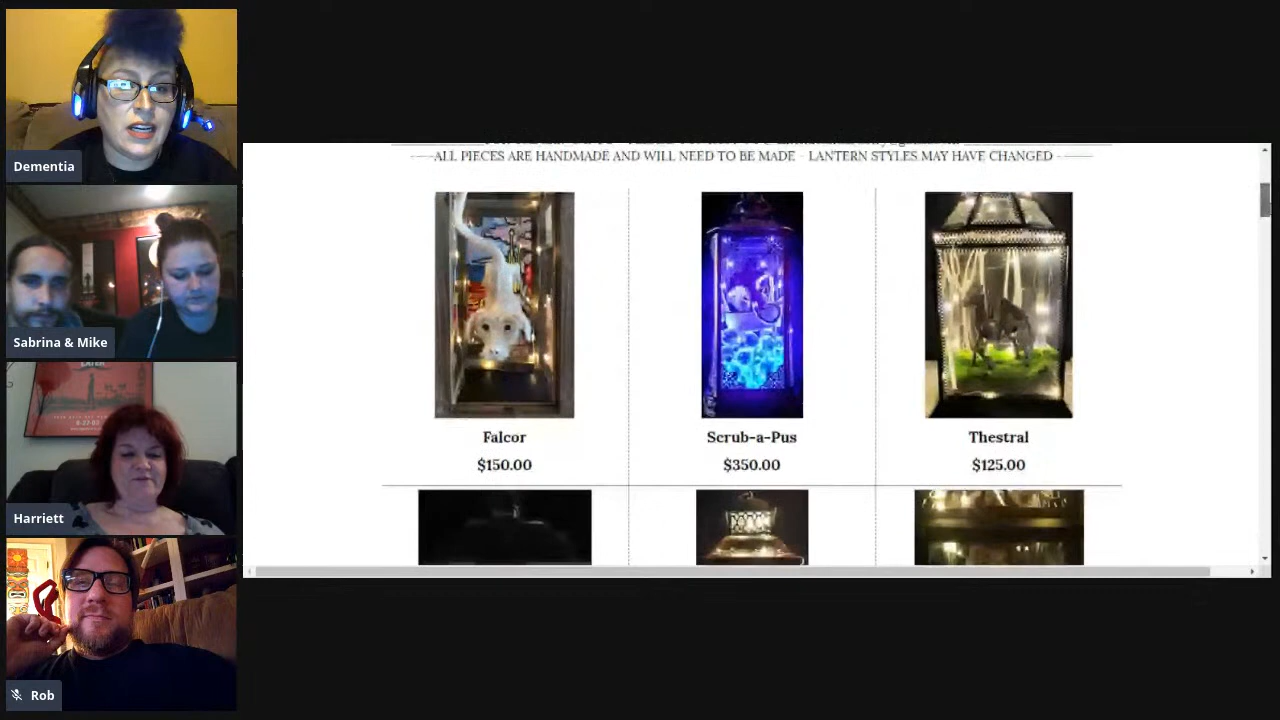 Dementia
Sabrina & Mike
Harriett
Rob
ALL PIECES ARE HANDMADE AND WILL NEED TO BE MADE - LANTERN STYLES MAY HAVE CHANGED
Falcor
Scrub-a-Pus
Thestral
$150.00
$350.00
$125.00